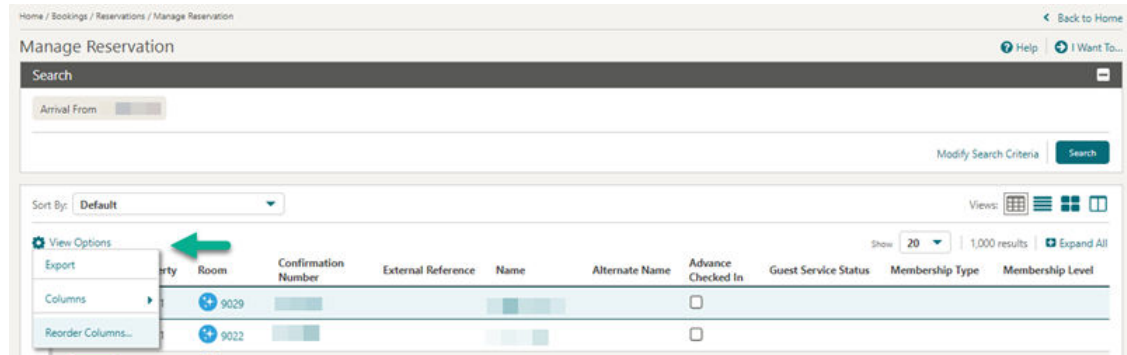 Home / Bookings / Reservations / Manage Reservation
Back to Home
Manage Reservation
Help
I Want To...
Search
Arrival From
Modify Search Criteria
Search
Sort By: Default
Views:
View Options
Show 20
1,000 results
Expand All
Export
Columns
Reorder Columns...
erty
Room
Confirmation Number
External Reference
Name
Alternate Name
Advance Checked In
Guest Service Status
Membership Type
Membership Level
1
9029
1
9022